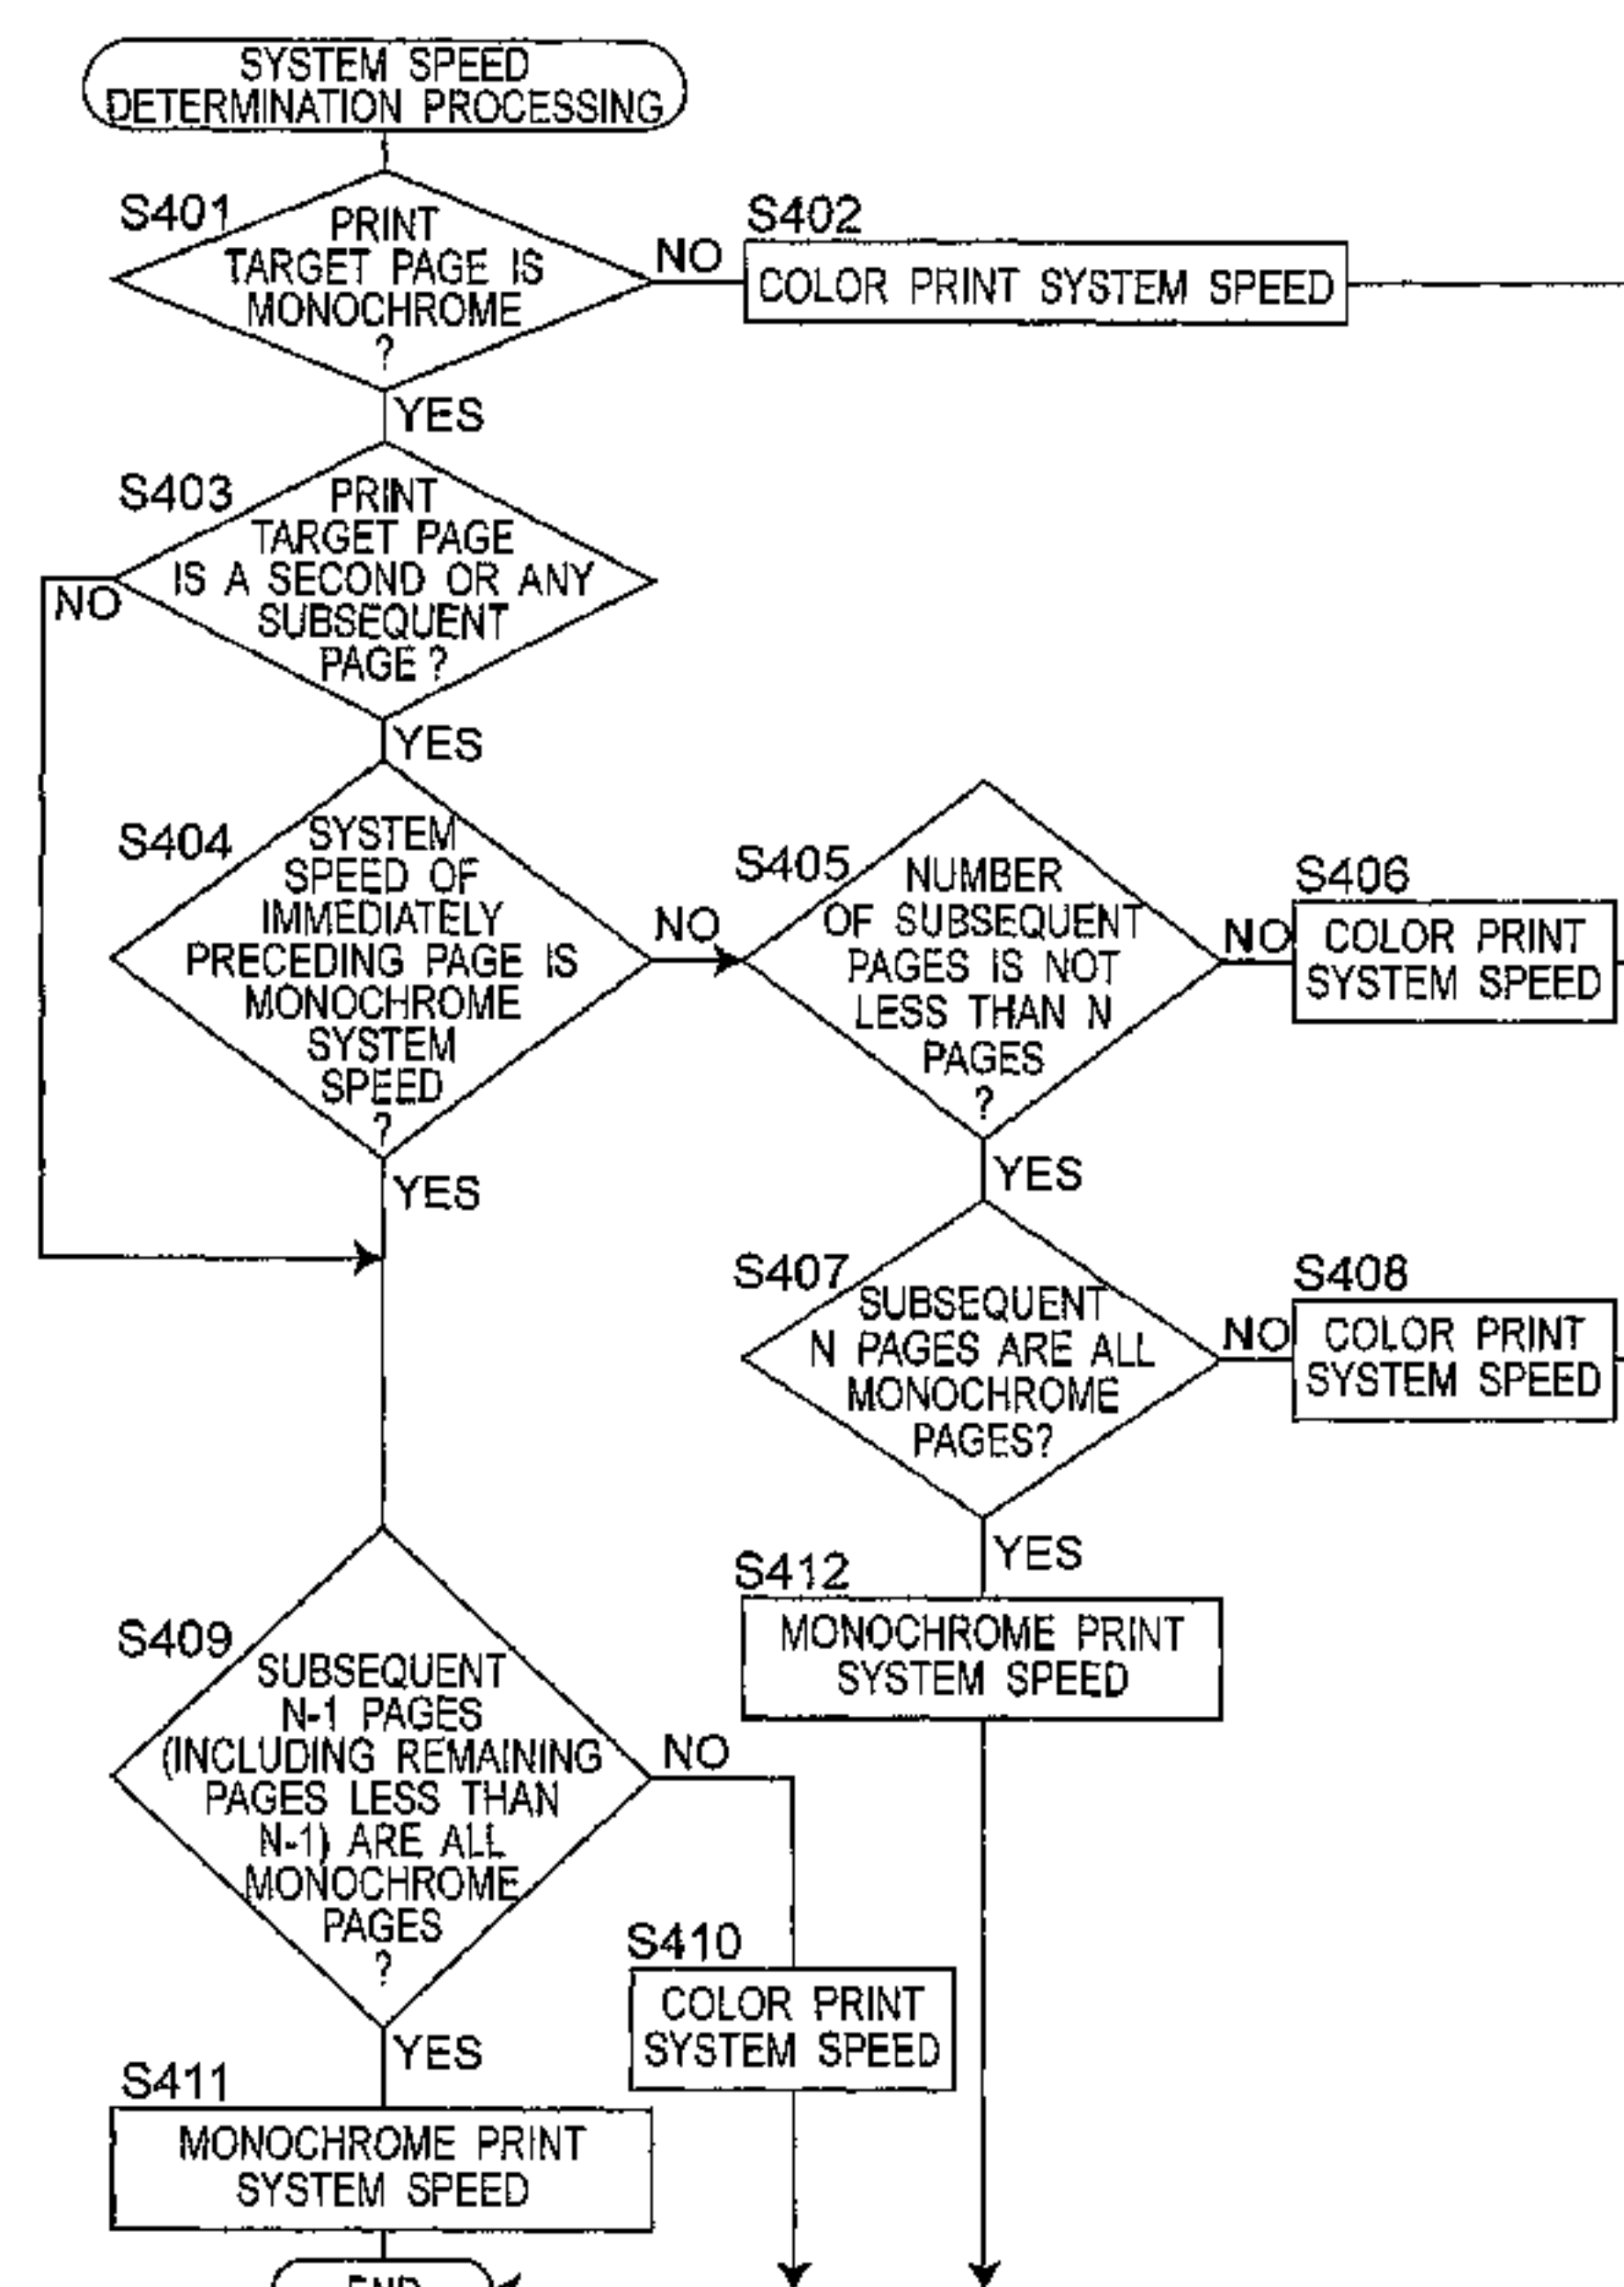 SYSTEM SPEED
DETERMINATION PROCESSING
S401
PRINT
TARGET PAGE IS
MONOCHROME
?
NO
S402
COLOR PRINT SYSTEM SPEED
YES
S403
PRINT
TARGET PAGE
IS A SECOND OR ANY
SUBSEQUENT
PAGE?
NO
YES
S404
SYSTEM
SPEED OF
IMMEDIATELY
PRECEDING PAGE IS
MONOCHROME
SYSTEM
SPEED
?
NO
YES
S405
NUMBER
OF SUBSEQUENT
PAGES IS NOT
LESS THAN N
PAGES
?
NO
S406
COLOR PRINT
SYSTEM SPEED
YES
S407
SUBSEQUENT
N PAGES ARE ALL
MONOCHROME
PAGES?
NO
S408
COLOR PRINT
SYSTEM SPEED
YES
S412
MONOCHROME PRINT
SYSTEM SPEED
S409
SUBSEQUENT
N-1 PAGES
(INCLUDING REMAINING
PAGES LESS THAN
N-1) ARE ALL
MONOCHROME
PAGES
?
NO
S410
COLOR PRINT
SYSTEM SPEED
YES
S411
MONOCHROME PRINT
SYSTEM SPEED
END